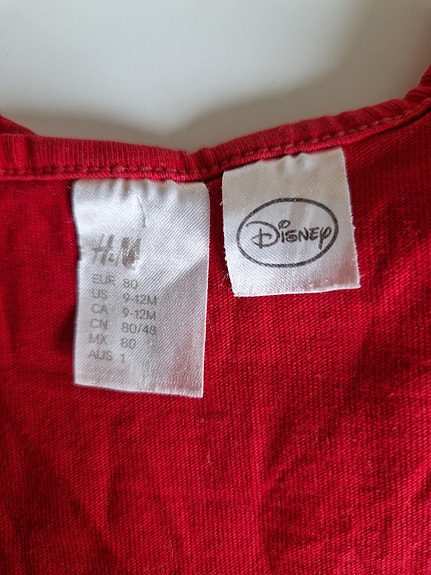 H&M
EUR 80
US 9-12M
CA 9-12M
CN 80/48
MX 80
AUS 1
Disney